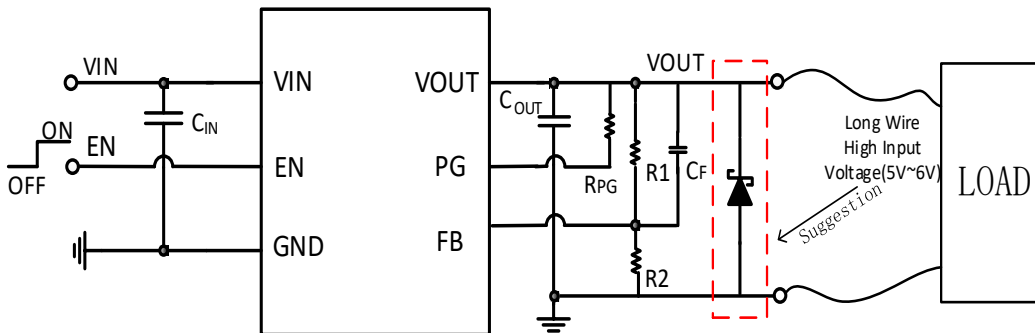 VIN
VIN
C_IN
ON
EN
OFF
EN
GND
VOUT
PG
FB
C_OUT
R_PG
R1
C_F
R2
VOUT
Long Wire
High Input
Voltage(5V~6V)
Suggestion
LOAD